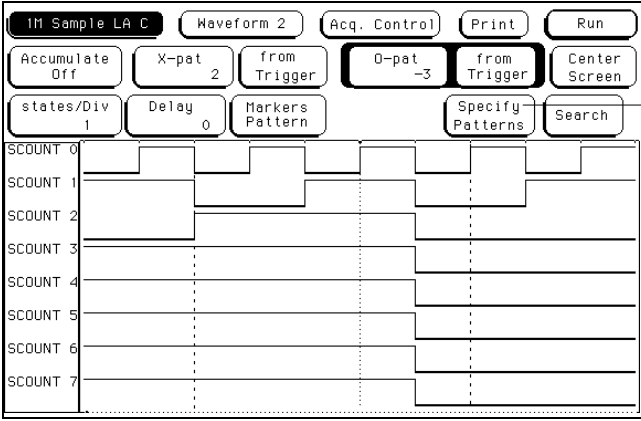 1M Sample LA C Waveform 2 Acq. Control Print Run
Accumulate Off X-pat 2 from Trigger O-pat -3 from Trigger Center Screen
states/Div 1 Delay 0 Markers Pattern Specify Patterns Search
SCOUNT 0
SCOUNT 1
SCOUNT 2
SCOUNT 3
SCOUNT 4
SCOUNT 5
SCOUNT 6
SCOUNT 7